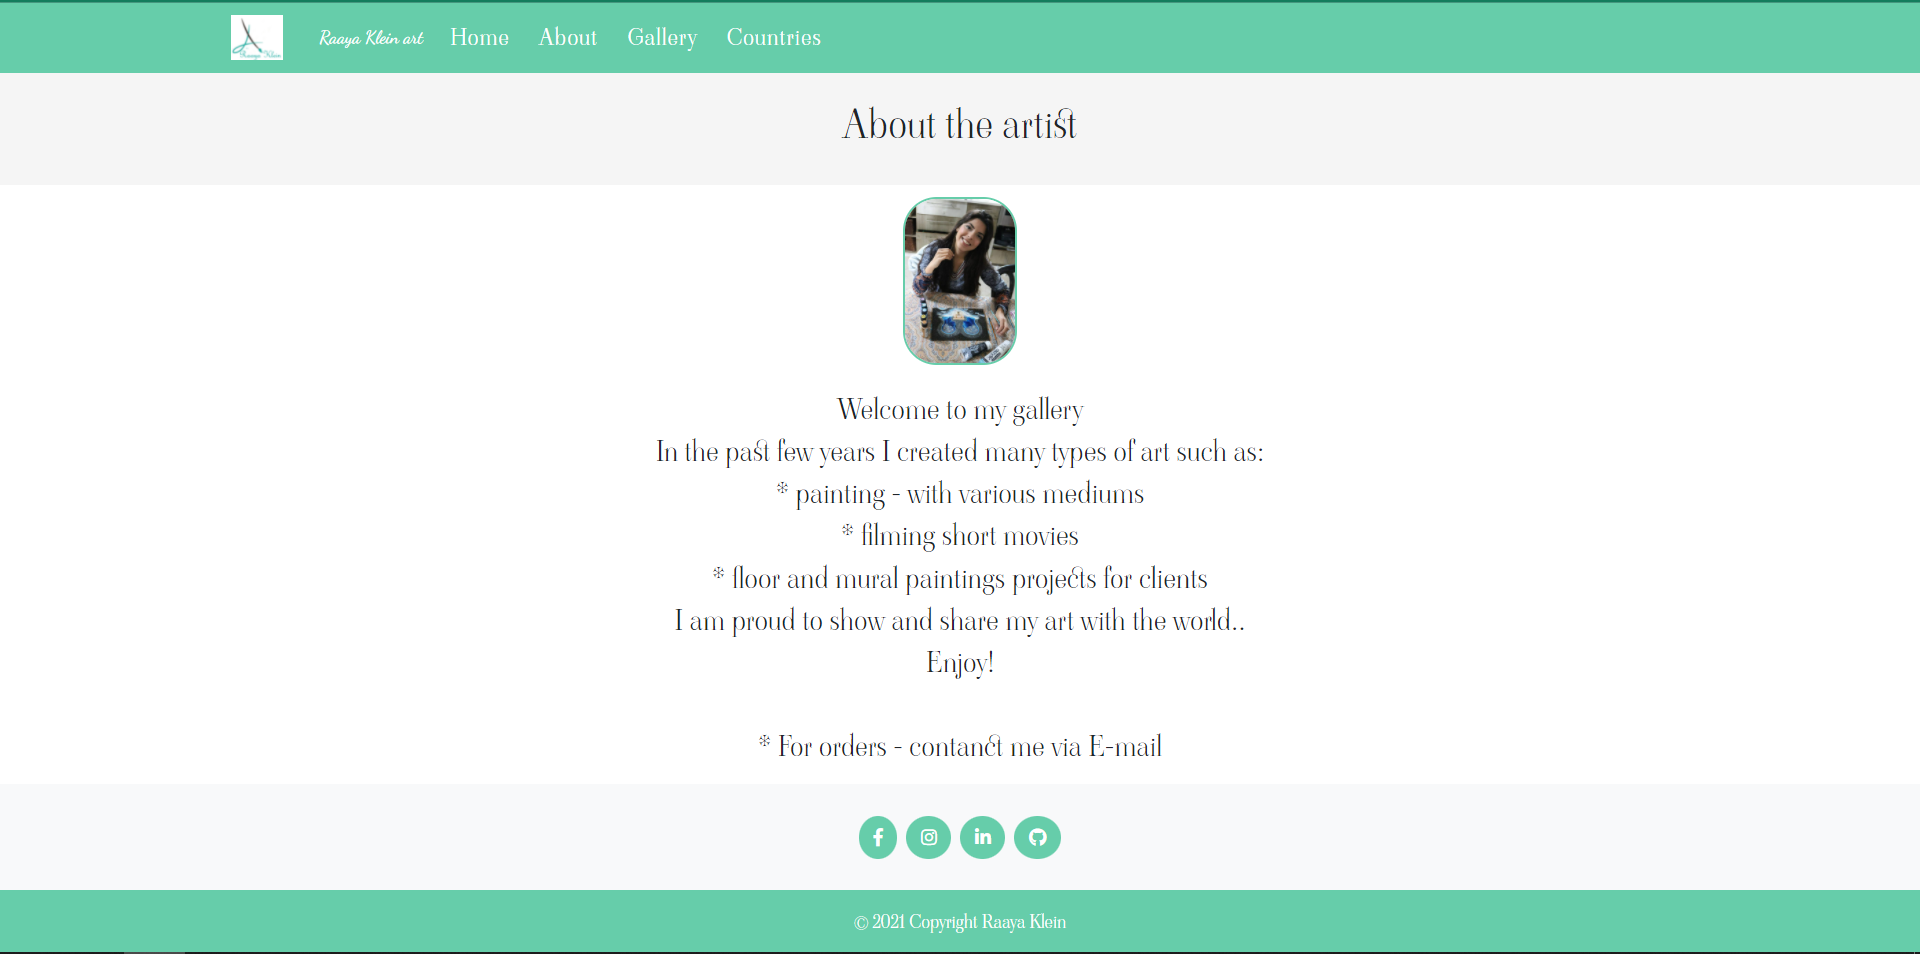 Raaya Klein
Raaya Klein art Home About Gallery Countries
About the artist
Welcome to my gallery
In the past few years I created many types of art such as:
* painting - with various mediums
* filming short movies
* floor and mural paintings projects for clients
I am proud to show and share my art with the world..
Enjoy!
* For orders - contanct me via E-mail
© 2021 Copyright Raaya Klein